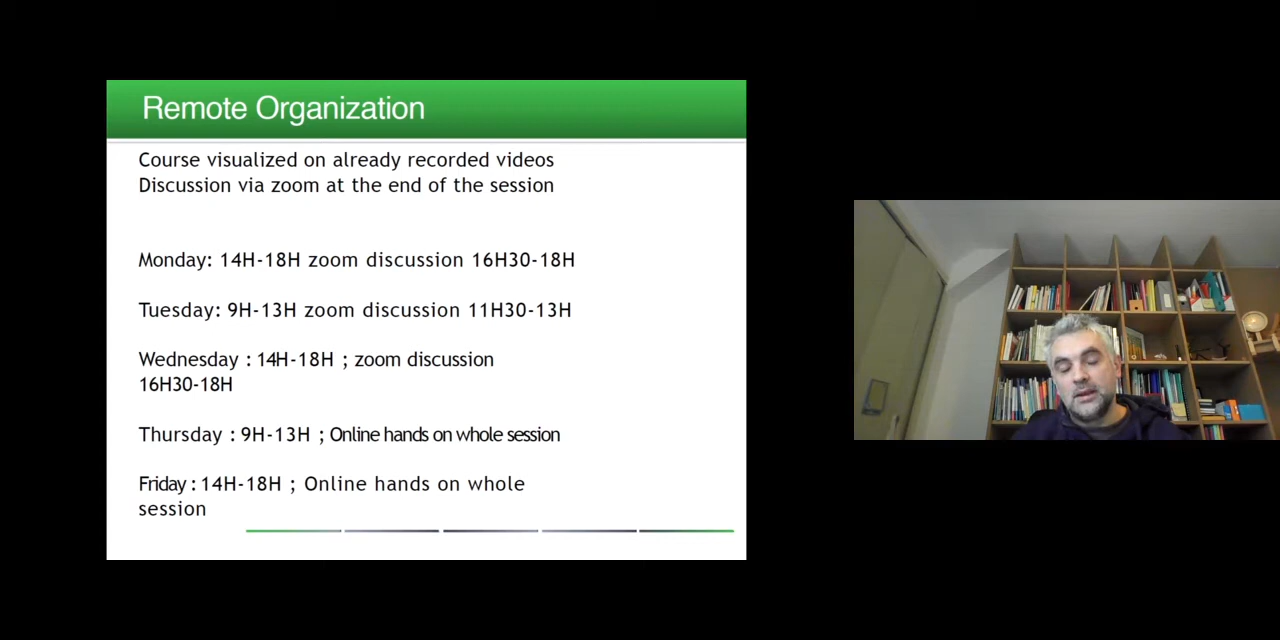 Remote Organization
Course visualized on already recorded videos
Discussion via zoom at the end of the session
Monday: 14H-18H zoom discussion 16H30-18H
Tuesday: 9H-13H zoom discussion 11H30-13H
Wednesday : 14H-18H ; zoom discussion
16H30-18H
Thursday : 9H-13H ; Online hands on whole session
Friday : 14H-18H ; Online hands on whole
session